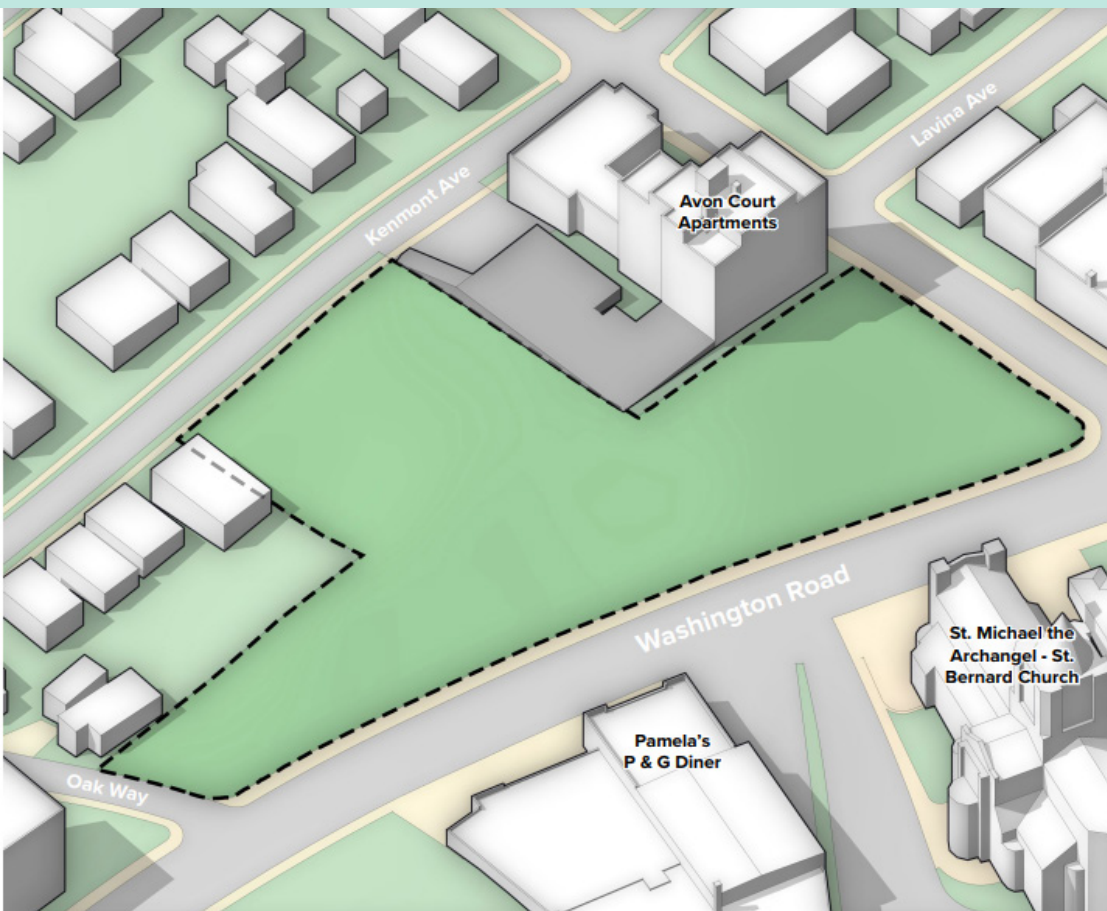 Lavina Ave
Kenmont Ave
Avon Court
Apartments
Washington Road
St. Michael the
Archangel - St.
Bernard Church
Pamela's
P & G Diner
Oak Way